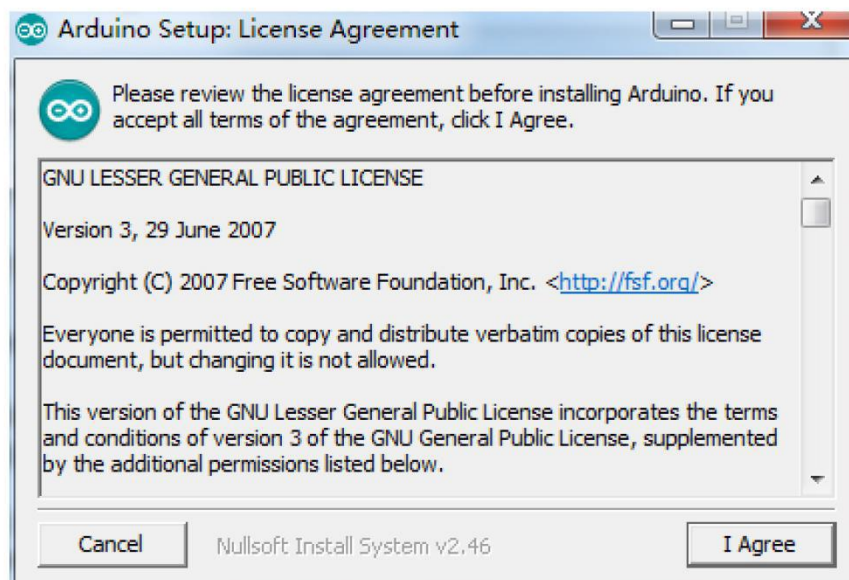 Arduino Setup: License Agreement
Please review the license agreement before installing Arduino. If you
accept all terms of the agreement, click I Agree.
GNU LESSER GENERAL PUBLIC LICENSE
Version 3, 29 June 2007
Copyright (C) 2007 Free Software Foundation, Inc. <http://fsf.org/>
Everyone is permitted to copy and distribute verbatim copies of this license
document, but changing it is not allowed.
This version of the GNU Lesser General Public License incorporates the terms
and conditions of version 3 of the GNU General Public License, supplemented
by the additional permissions listed below.
Cancel
Nullsoft Install System v2.46
I Agree